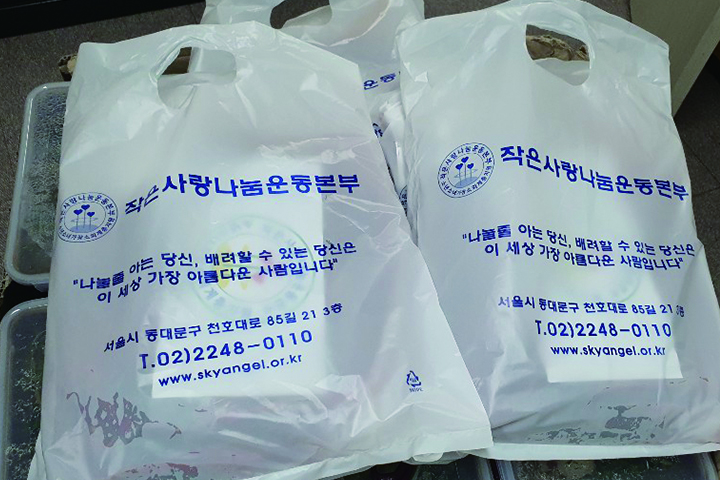 작은사랑나눔운동본부
"나눔줄 아는 당신, 배려할 수 있는 당신은
이 세상 가장 아름다운 사람입니다"
서울시 동대문구 천호대로 85길 21 3층
T.02)2248-0110
www.skyangel.or.kr
작은사랑나눔운동본부
"나눔줄 아는 당신, 배려할 수 있는 당신은
이 세상 가장 아름다운 사람입니다"
서울시 동대문구 천호대로 85길 21 3층
T.02)2248-0110
www.skyangel.or.kr